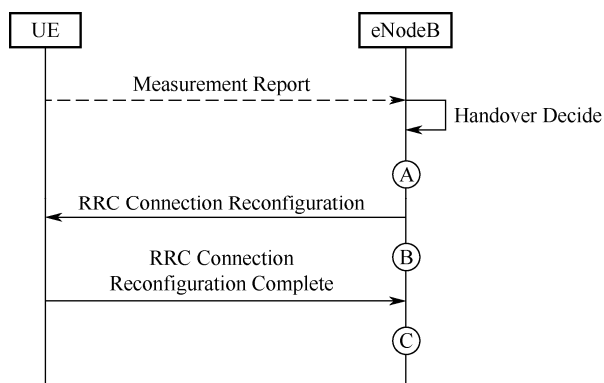 UE
eNodeB
Measurement Report
Handover Decide
A
RRC Connection Reconfiguration
B
RRC Connection
Reconfiguration Complete
C